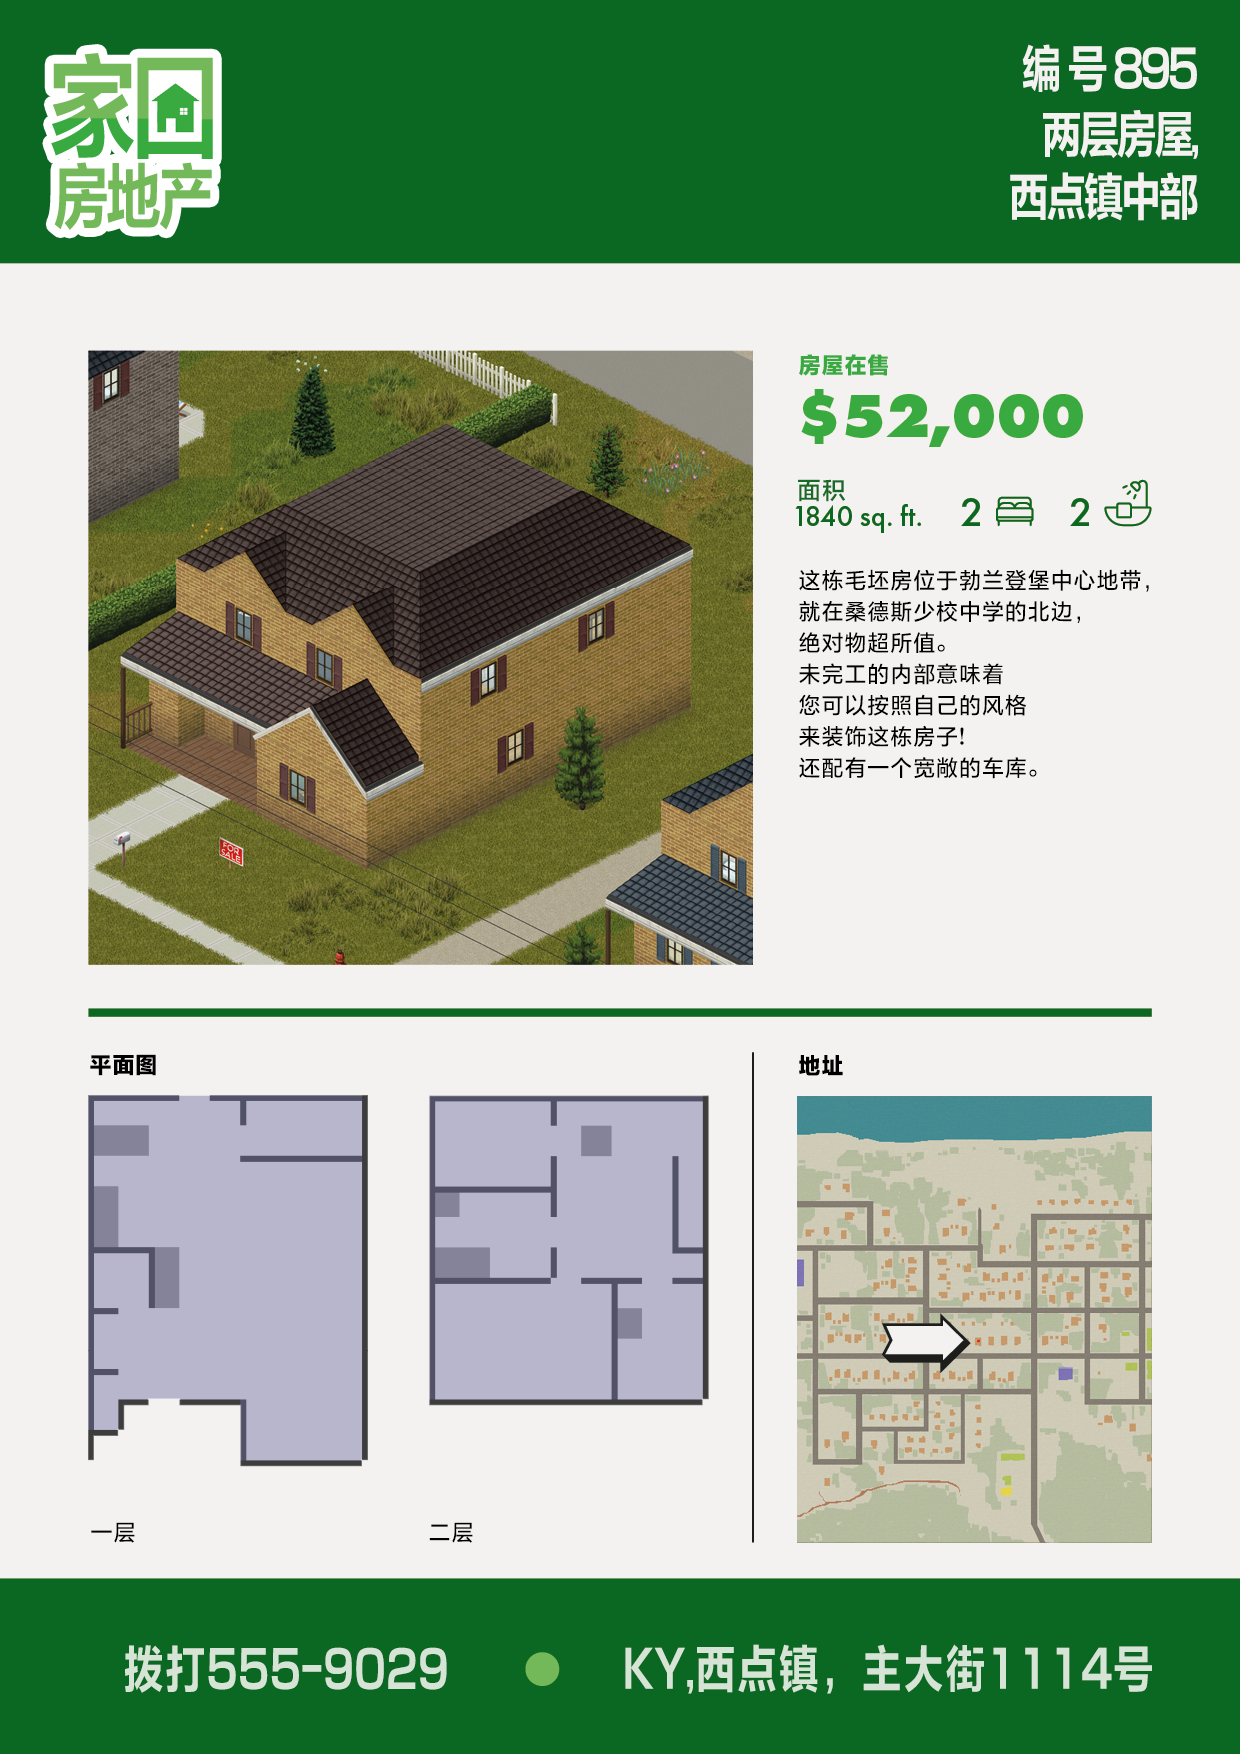 家园
房地产
编号895
两层房屋,
西点镇中部
房屋在售
$52,000
面积
1840 sq. ft.
2
2
这栋毛坯房位于勃兰登堡中心地带,
就在桑德斯少校中学的北边,
绝对物超所值。
未完工的内部意味着
您可以按照自己的风格
来装饰这栋房子!
还配有一个宽敞的车库。
FOR
SALE
平面图
地址
一层
二层
拨打555-9029
KY,西点镇，主大街1114号